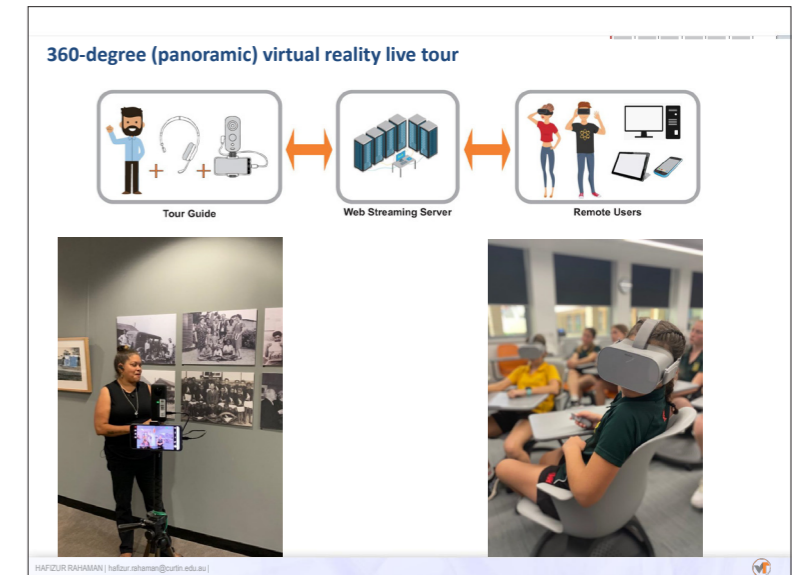 360-degree (panoramic) virtual reality live tour
Tour Guide
Web Streaming Server
Remote Users
HAFIZUR RAHAMAN | hafizur.rahaman@curtin.edu.au |